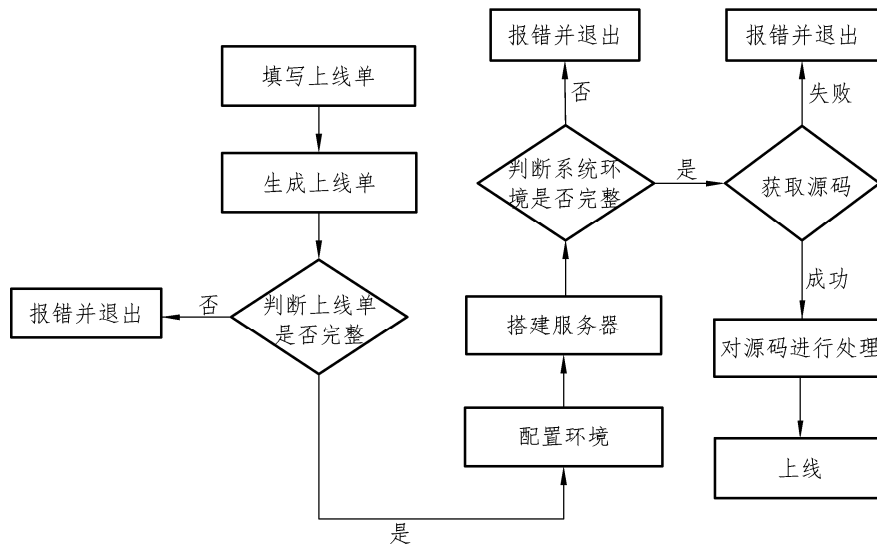 填写上线单
生成上线单
判断上线单
是否完整
否
报错并退出
是
配置环境
搭建服务器
判断系统环
境是否完整
否
报错并退出
是
获取源码
失败
报错并退出
成功
对源码进行处理
上线